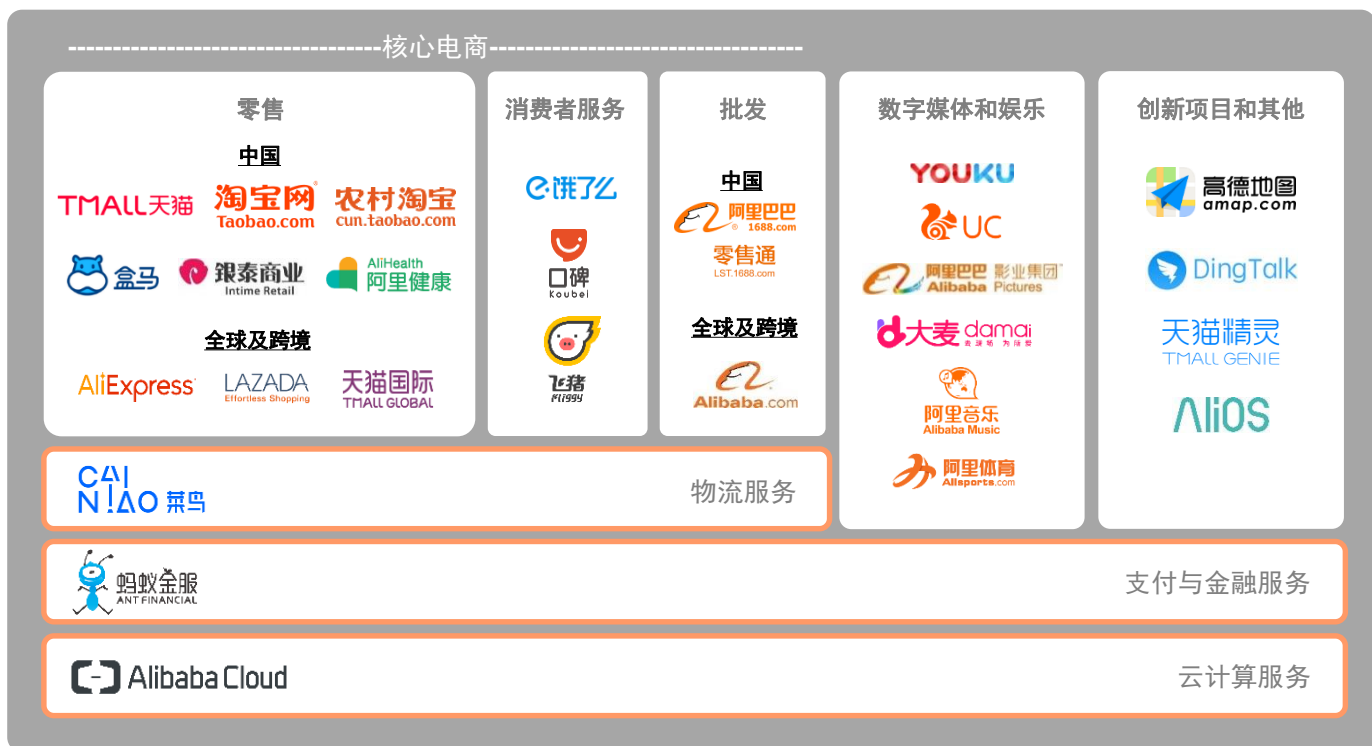 ----------------------------------核心电商----------------------------------
零售
中国
TMALL天猫
淘宝网
Taobao.com
农村淘宝
cun.taobao.com
盒马
银泰商业
Intime Retail
AliHealth
阿里健康
全球及跨境
AliExpress
LAZADA
Effortless Shopping
天猫国际
TMALL GLOBAL
消费者服务
饿了么
口碑
Koubei
飞猪
Fliggy
批发
中国
阿里巴巴
1688.com
零售通
LST.1688.com
全球及跨境
Alibaba.com
数字媒体和娱乐
YOUKU
UC
阿里巴巴 影业集团
Alibaba Pictures
大麦 damai
阿里音乐
Alibaba Music
阿里体育
Alisports.com
创新项目和其他
高德地图
amap.com
DingTalk
天猫精灵
TMALL GENIE
AliOS
CAI
NIAO 菜鸟
物流服务
蚂蚁金服
ANT FINANCIAL
支付与金融服务
Alibaba Cloud
云计算服务